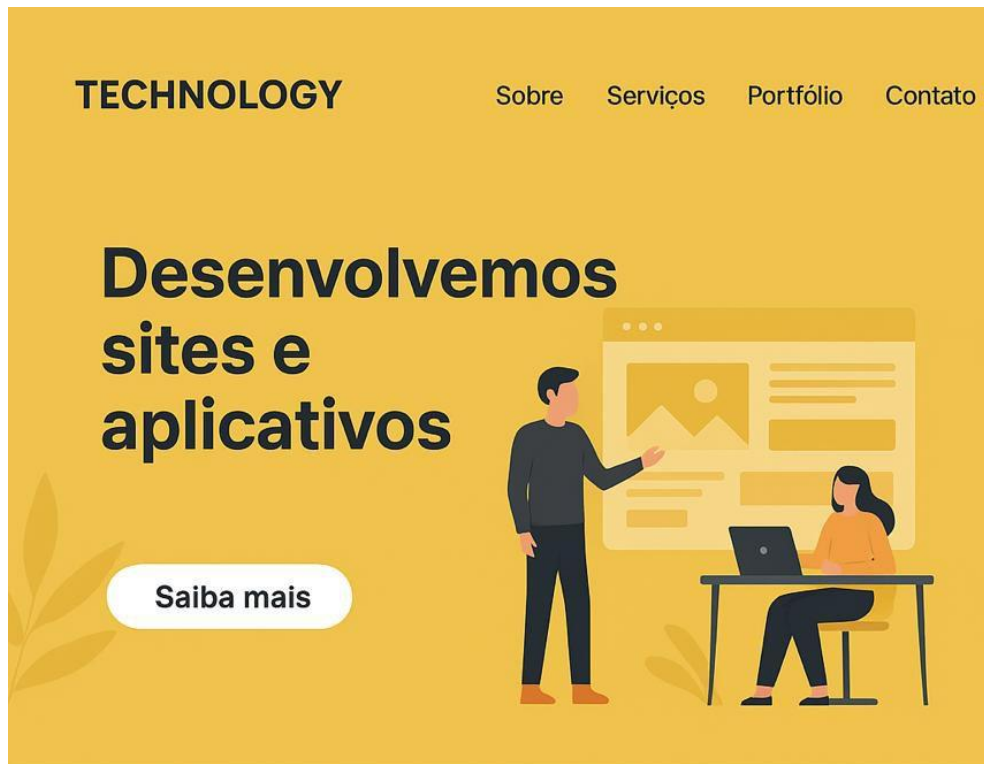 TECHNOLOGY Sobre Serviços Portfólio Contato
Desenvolvemos
sites e
aplicativos
Saiba mais